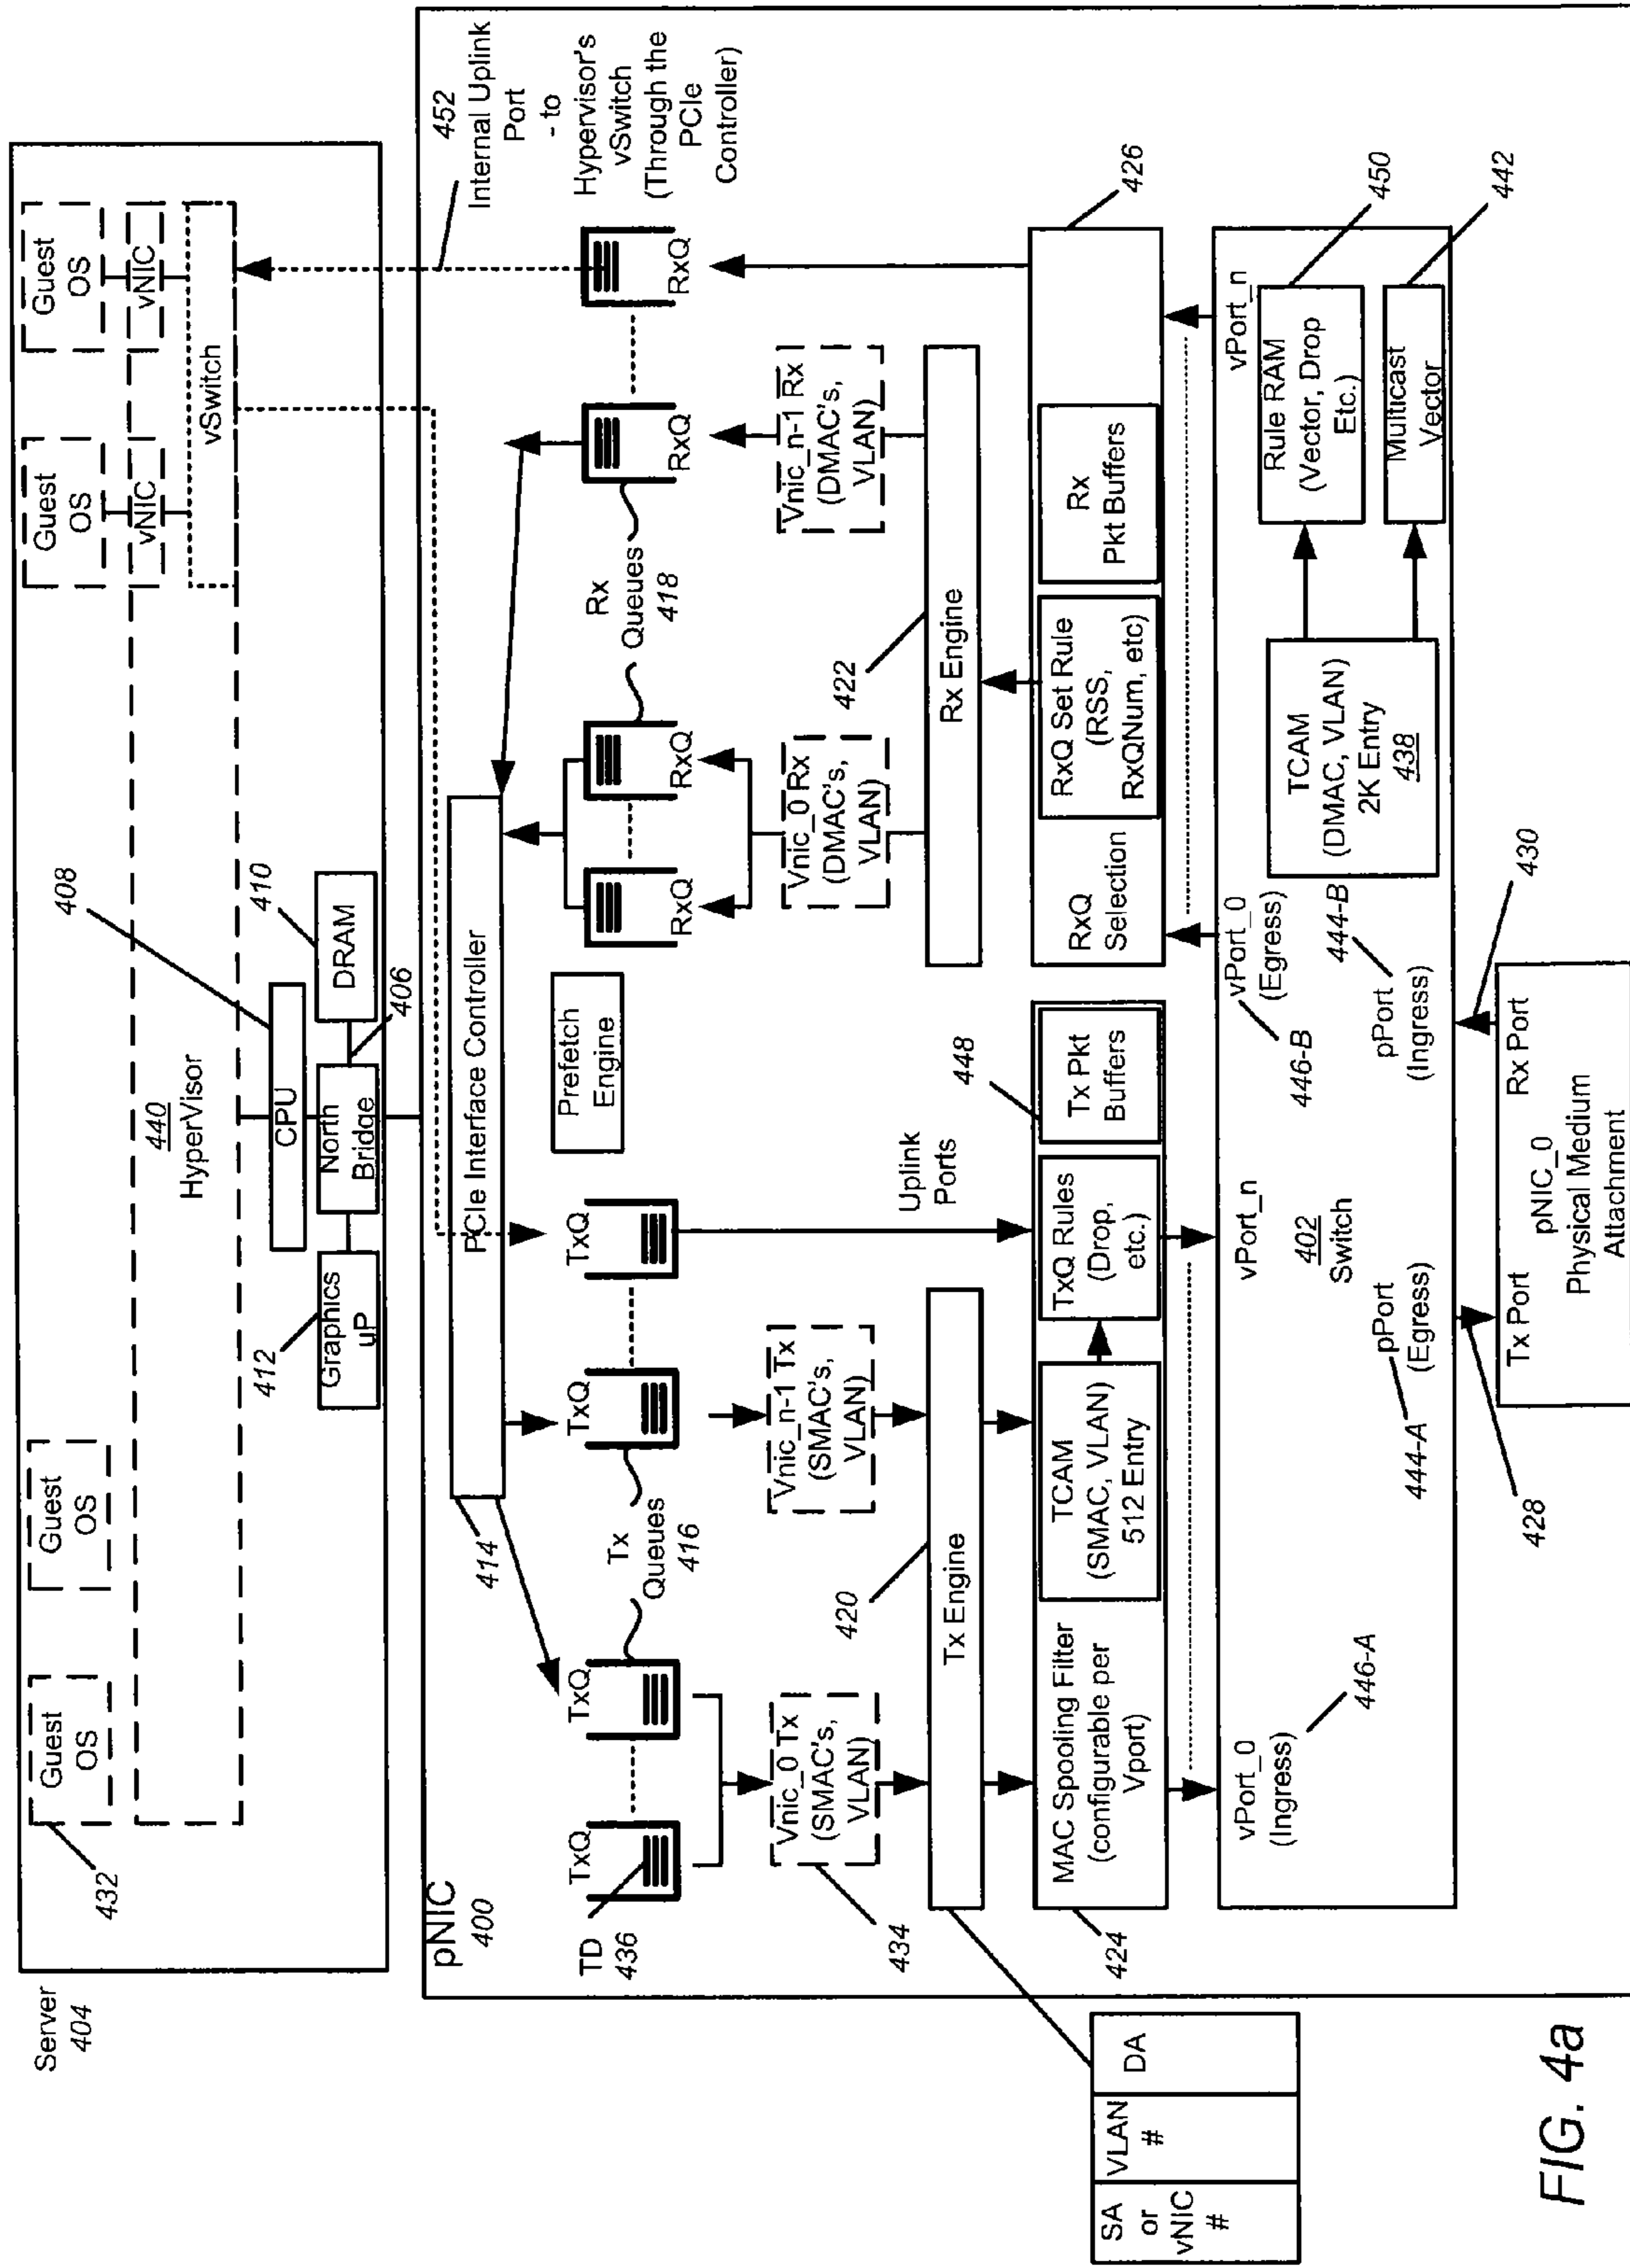 Server
404
432
Guest
OS
Guest
OS
Guest
OS
Guest
OS
vNIC
vNIC
vSwitch
440
HyperVisor
408
CPU
412
Graphics
uP
North
Bridge
DRAM
410
406
pNIC
400
414
PCIe Interface Controller
452
Internal Uplink
Port
- to
Hypervisor's
vSwitch
(Through the
PCIe
Controller)
TD
436
TxQ
TxQ
Tx
Queues
416
TxQ
TxQ
Prefetch
Engine
RxQ
RxQ
Rx
Queues
418
RxQ
RxQ
434
Vnic_0 Tx
(SMAC's,
VLAN)
Vnic_n-1 Tx
(SMAC's,
VLAN)
Vnic_0 Rx
(DMAC's,
VLAN)
Vnic_n-1 Rx
(DMAC's,
VLAN)
420
Tx Engine
Uplink
Ports
422
Rx Engine
SA
or
vNIC
#
VLAN
#
DA
424
MAC Spooling Filter
(configurable per
Vport)
TCAM
(SMAC, VLAN)
512 Entry
TxQ Rules
(Drop,
etc.)
Tx Pkt
Buffers
448
RxQ
Selection
RxQ Set Rule
(RSS,
RxQNum, etc)
Rx
Pkt Buffers
426
vPort_0
(Ingress)
446-A
vPort_n
402
Switch
vPort_0
(Egress)
446-B
vPort_n
TCAM
(DMAC, VLAN)
2K Entry
438
Rule RAM
(Vector, Drop
Etc.)
450
Multicast
Vector
442
pPort
(Egress)
444-A
pPort
(Ingress)
444-B
428
430
Tx Port
Rx Port
pNIC_0
Physical Medium
Attachment
FIG. 4a